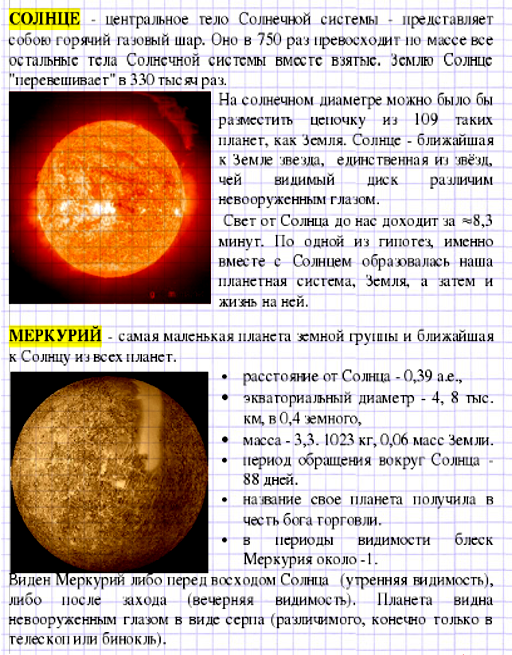 СОЛНЦЕ - центральное тело Солнечной системы - представляет
собою горячий газовый шар. Оно в 750 раз превосходит по массе все
остальные тела Солнечной системы вместе взятые. Землю Солнце
"перевешивает" в 330 тысяч раз.
На солнечном диаметре можно было бы
разместить цепочку из 109 таких
планет, как Земля. Солнце - ближайшая
к Земле звезда, единственная из звёзд,
чей видимый диск различим
невооруженным глазом.
Свет от Солнца до нас доходит за ≈8,3
минут. По одной из гипотез, именно
вместе с Солнцем образовалась наша
планетная система, Земля, а затем и
жизнь на ней.
МЕРКУРИЙ - самая маленькая планета земной группы и ближайшая
к Солнцу из всех планет.
• расстояние от Солнца - 0,39 а.е.,
• экваториальный диаметр - 4, 8 тыс.
км, в 0,4 земного,
• масса - 3,3. 1023 кг, 0,06 масс Земли.
• период обращения вокруг Солнца -
88 дней.
• название свое планета получила в
честь бога торговли.
• в периоды видимости блеск
Меркурия около -1.
Виден Меркурий либо перед восходом Солнца (утренняя видимость),
либо после захода (вечерняя видимость). Планета видна
невооруженным глазом в виде серпа (различимого, конечно только в
телескоп или бинокль).